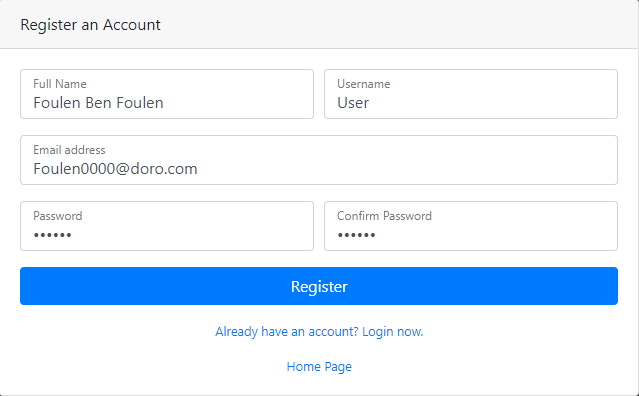 Register an Account
Full Name
Username
Foulen Ben Foulen
User
Email address
Foulen0000@doro.com
Password
Confirm Password
••••••
••••••
Register
Already have an account? Login now.
Home Page